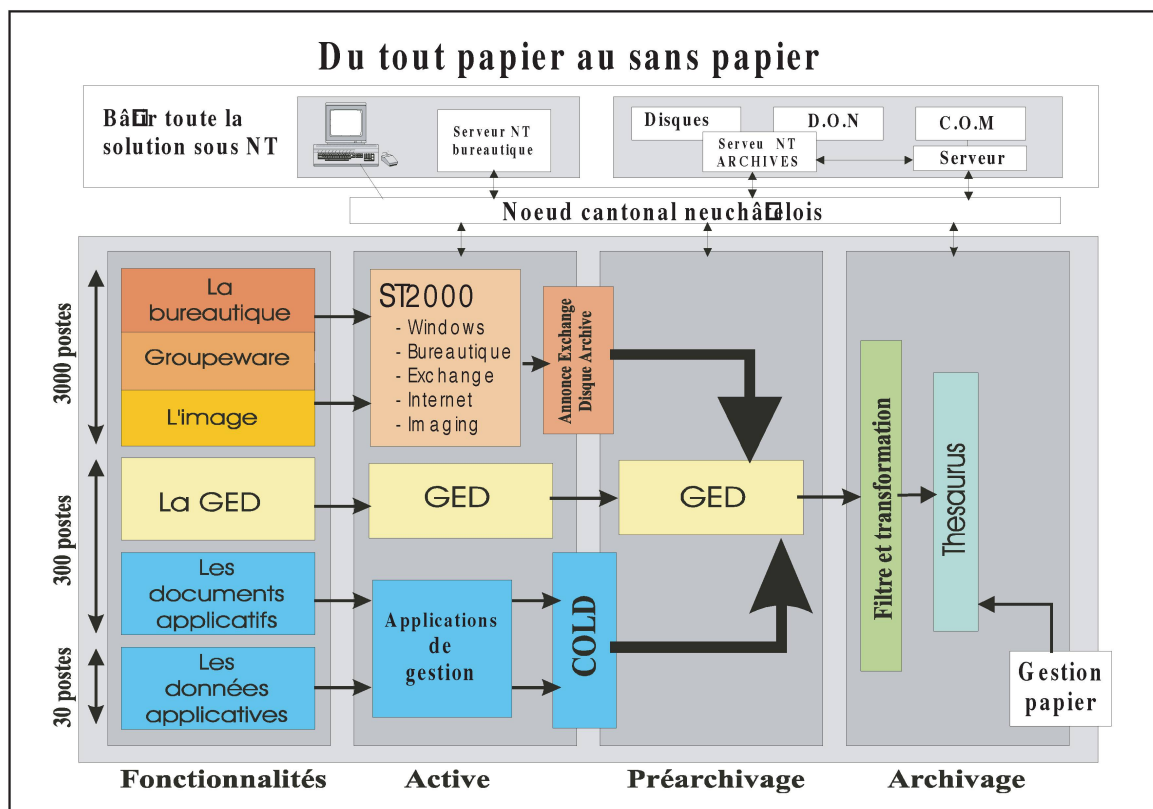 Du tout papier au sans papier
Bâtir toute la
solution sous NT
Serveur NT
bureautique
Disques
D.O.N
C.O.M
Serveu NT
ARCHIVES
Serveur
Noeud cantonal neuchâtelois
3000 postes
300 postes
30 postes
La
bureautique
Groupeware
L'image
La GED
Les
documents
applicatifs
Les
données
applicatives
ST2000
- Windows
- Bureautique
- Exchange
- Internet
- Imaging
GED
Applications
de
gestion
Annonce Exchange
Disque Archive
COLD
GED
Filtre et transformation
Thesaurus
Gestion
papier
Fonctionnalités
Active
Préarchivage
Archivage